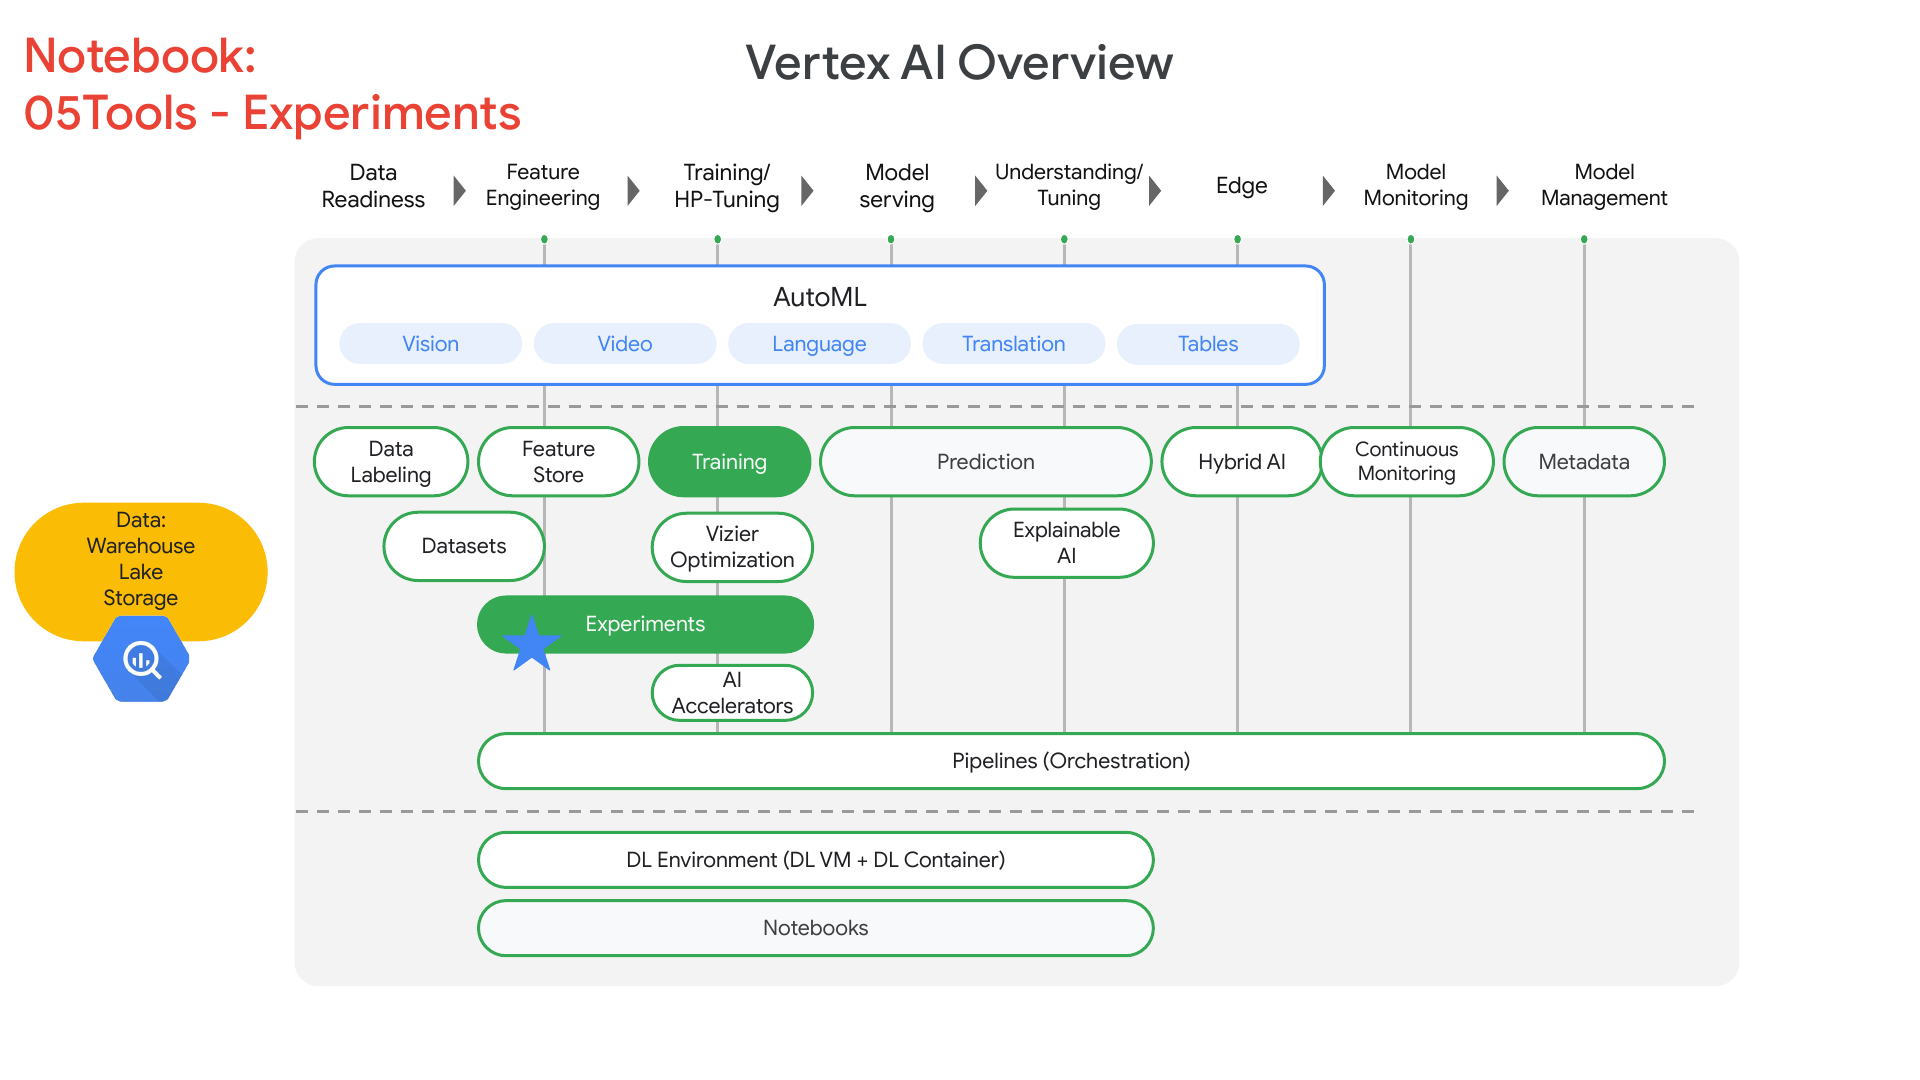 Notebook:
05Tools - Experiments
Vertex AI Overview
Data
Readiness
Feature
Engineering
Training/
HP-Tuning
Model
serving
Understanding/
Tuning
Edge
Model
Monitoring
Model
Management
AutoML
Vision
Video
Language
Translation
Tables
Data
Labeling
Feature
Store
Training
Prediction
Hybrid AI
Continuous
Monitoring
Metadata
Datasets
Vizier
Optimization
Explainable
AI
Data:
Warehouse
Lake
Storage
Experiments
AI
Accelerators
Pipelines (Orchestration)
DL Environment (DL VM + DL Container)
Notebooks